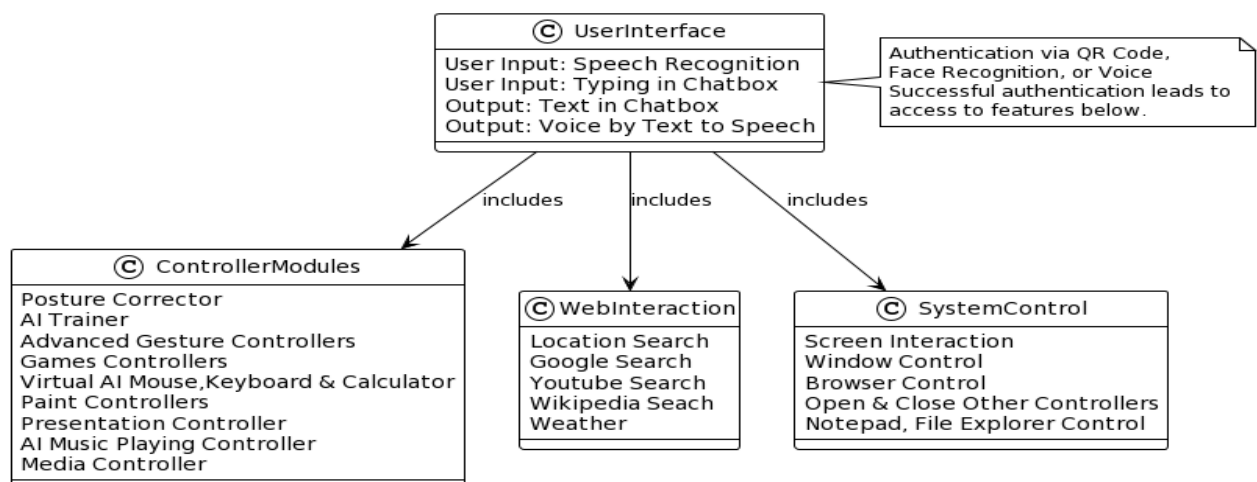 C UserInterface
User Input: Speech Recognition
User Input: Typing in Chatbox
Output: Text in Chatbox
Output: Voice by Text to Speech
Authentication via QR Code,
Face Recognition, or Voice
Successful authentication leads to
access to features below.
includes
includes
includes
C ControllerModules
Posture Corrector
AI Trainer
Advanced Gesture Controllers
Games Controllers
Virtual AI Mouse,Keyboard & Calculator
Paint Controllers
Presentation Controller
AI Music Playing Controller
Media Controller
C WebInteraction
Location Search
Google Search
Youtube Search
Wikipedia Seach
Weather
C SystemControl
Screen Interaction
Window Control
Browser Control
Open & Close Other Controllers
Notepad, File Explorer Control